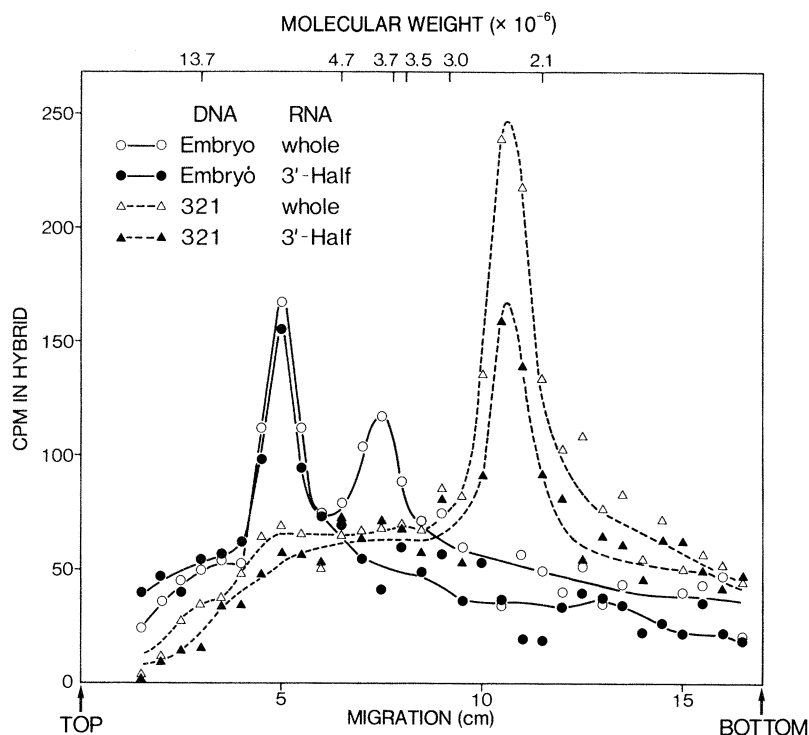 MOLECULAR WEIGHT (× 10⁻⁶)
13.7 4.7 3.7 3.5 3.0 2.1
DNA RNA
Embryo whole
Embryó 3'-Half
321 whole
321 3'-Half
CPM IN HYBRID
250
200
150
100
50
0
5 10 15
TOP MIGRATION (cm) BOTTOM